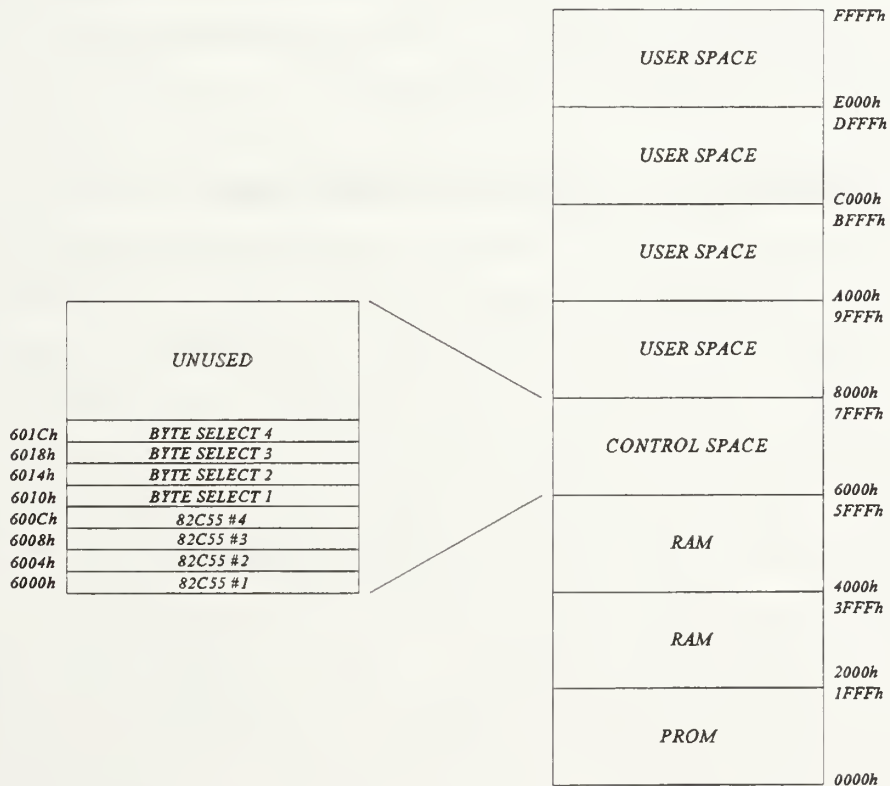 FFFFh
USER SPACE
E000h
DFFFh
USER SPACE
C000h
BFFFh
USER SPACE
A000h
9FFFh
USER SPACE
8000h
7FFFh
CONTROL SPACE
6000h
5FFFh
RAM
4000h
3FFFh
RAM
2000h
1FFFh
PROM
0000h
UNUSED
601Ch BYTE SELECT 4
6018h BYTE SELECT 3
6014h BYTE SELECT 2
6010h BYTE SELECT 1
600Ch 82C55 #4
6008h 82C55 #3
6004h 82C55 #2
6000h 82C55 #1